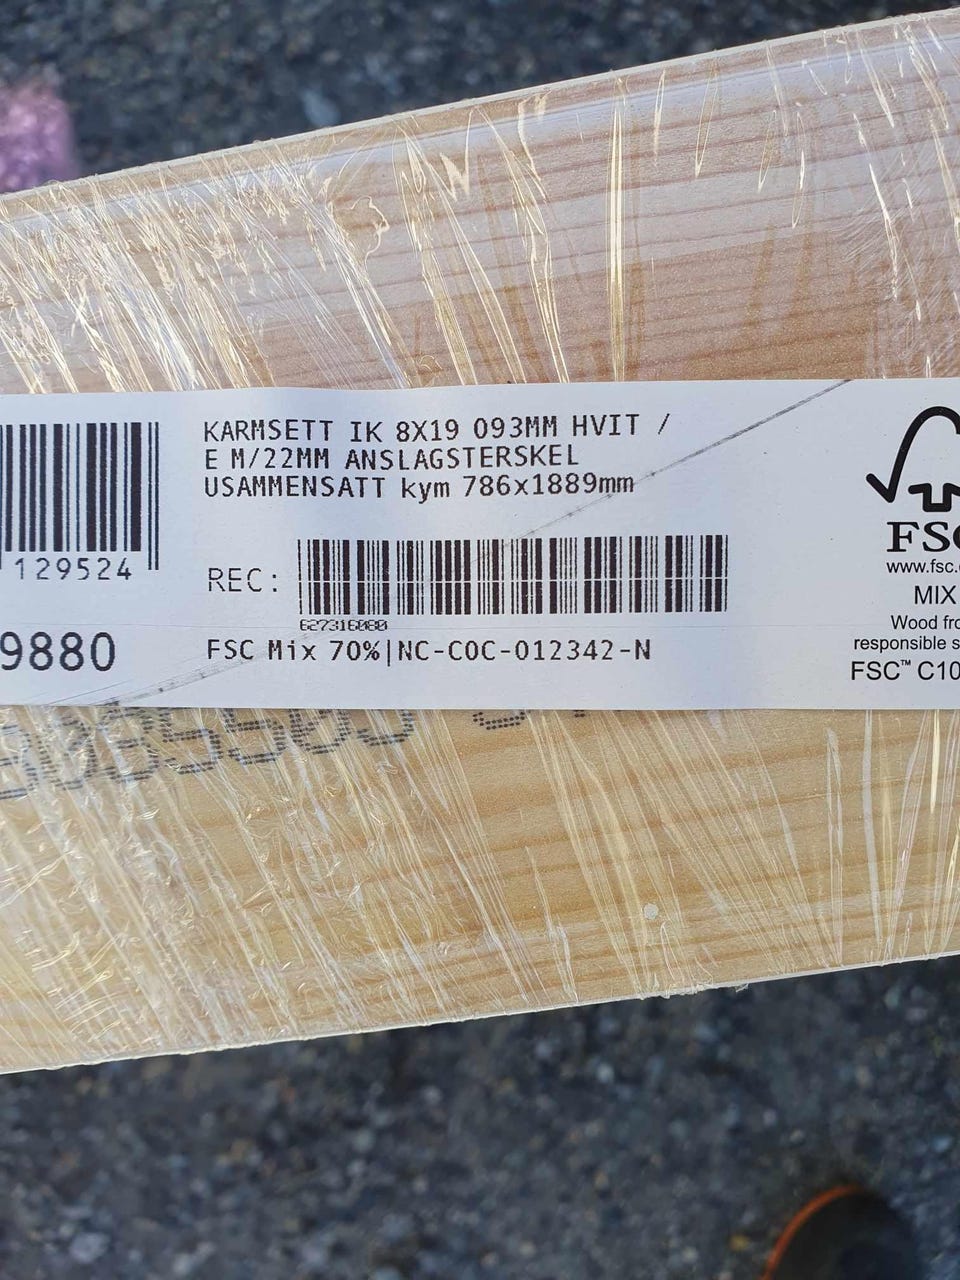 KARMSETT IK 8X19 093MM HVIT /
E M/22MM ANSLAGSTERSKEL
USAMMENSATT kym 786x1889mm
129524
REC:
627316080
9880
FSC Mix 70%|NC-COC-012342-N
FSC
www.fsc.
MIX
Wood
responsible
FSC™ C10